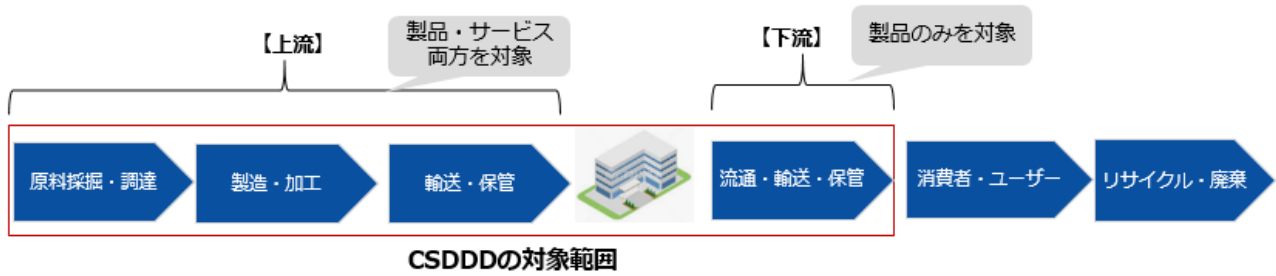 【上流】
製品・サービス
両方を対象
【下流】
製品のみを対象
原料採掘・調達
製造・加工
輸送・保管
流通・輸送・保管
消費者・ユーザー
リサイクル・廃棄
CSDDDの対象範囲